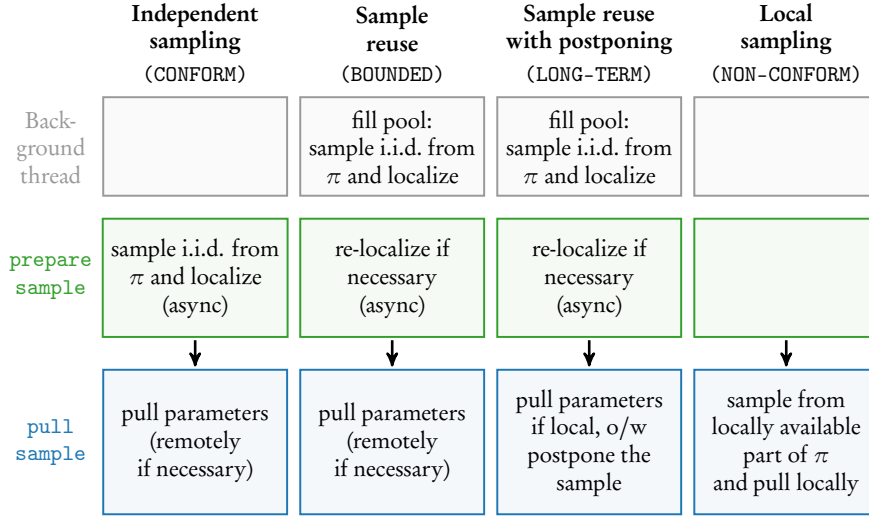 Independent
sampling
(CONFORM)
Sample
reuse
(BOUNDED)
Sample reuse
with postponing
(LONG-TERM)
Local
sampling
(NON-CONFORM)
Back-
ground
thread
fill pool:
sample i.i.d. from
π and localize
fill pool:
sample i.i.d. from
π and localize
prepare
sample
sample i.i.d. from
π and localize
(async)
re-localize if
necessary
(async)
re-localize if
necessary
(async)
pull
sample
pull parameters
(remotely
if necessary)
pull parameters
(remotely
if necessary)
pull parameters
if local, o/w
postpone the
sample
sample from
locally available
part of π
and pull locally